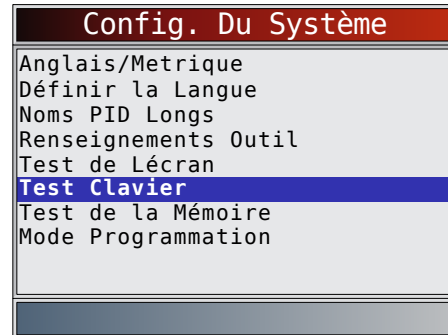 Config. Du Système
Anglais/Metrique
Définir la Langue
Noms PID Longs
Renseignements Outil
Test de Lécran
Test Clavier
Test de la Mémoire
Mode Programmation